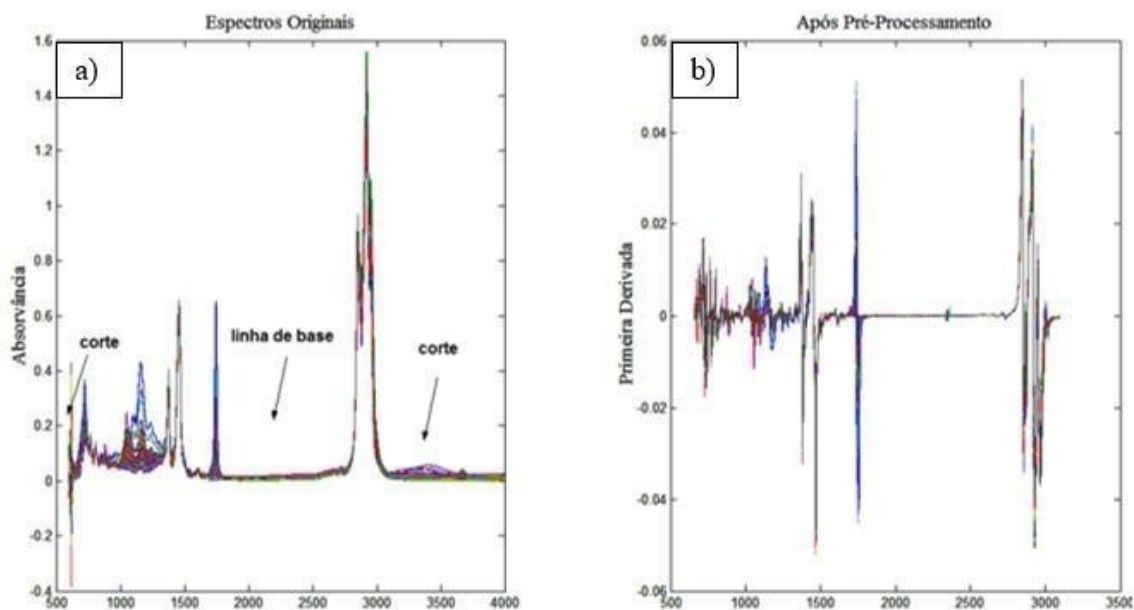 Espectros Originais
a)
1.6
1.4
1.2
1
0.8
0.6
0.4
0.2
0
-0.2
-0.4
Absorvância
corte
linha de base
corte
500 1000 1500 2000 2500 3000 3500 4000
Após Pré-Processamento
b)
0.06
0.04
0.02
0
-0.02
-0.04
-0.06
Primeira Derivada
500 1000 1500 2000 2500 3000 3500